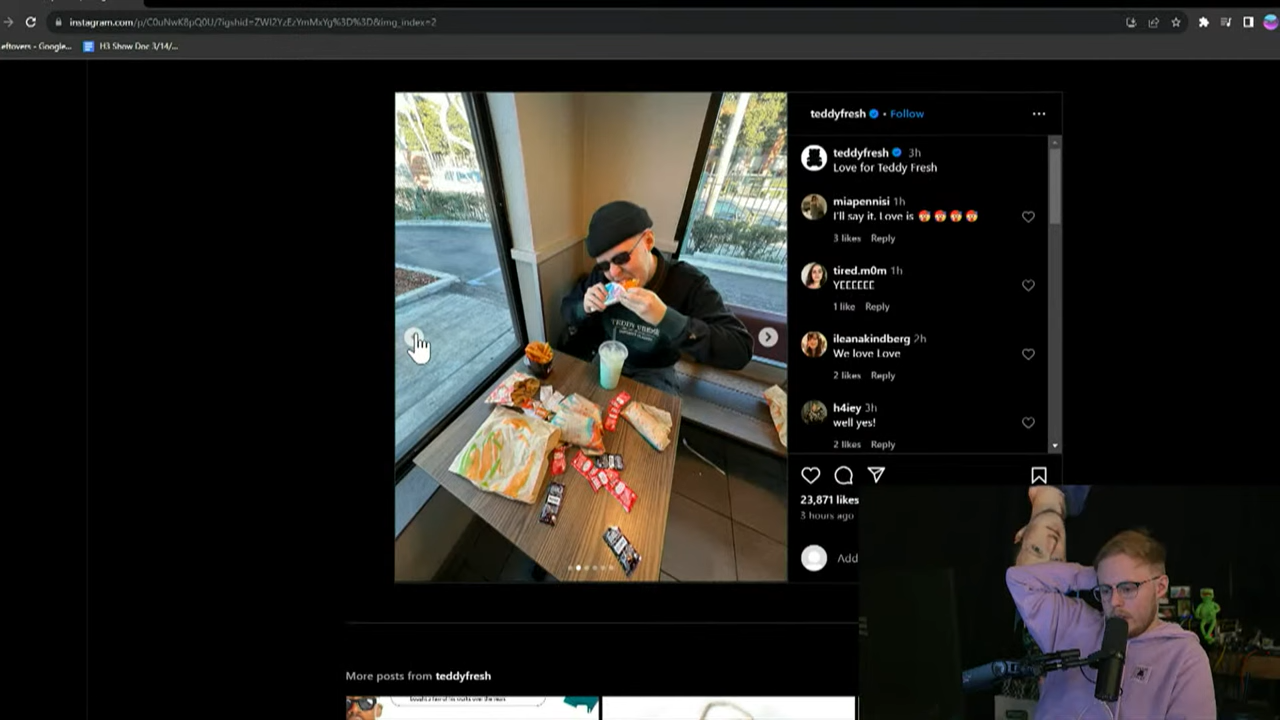 instagram.com/p/C0uNwK8pQ0U/?igshid=ZWI2YzEzYmMxYg%3D%3D&img_index=2
eftovers - Google...
H3 Show Doc 3/14/...
teddyfresh • Follow
teddyfresh 3h
Love for Teddy Fresh
miapennisi 1h
I'll say it. Love is
3 likes Reply
tired.m0m 1h
1 like Reply
ileanakindberg 2h
We love Love
2 likes Reply
h4iey 3h
well yes!
2 likes Reply
23,871 likes
3 hours ago
Add
TEDDY FRESH
More posts from teddyfresh